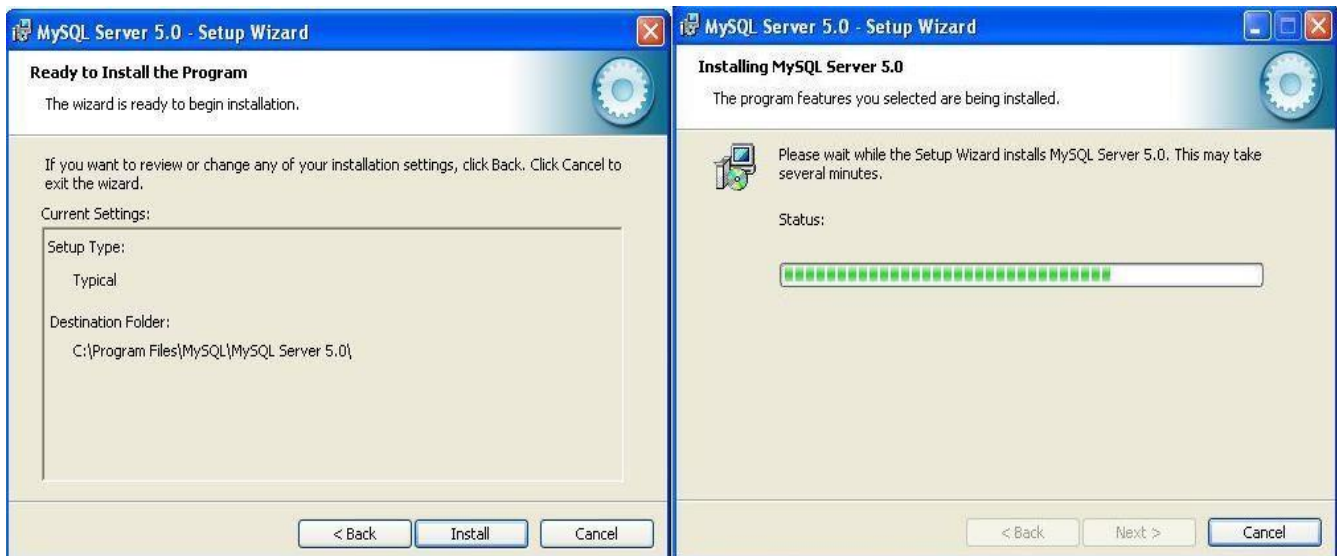 MySQL Server 5.0 - Setup Wizard
Ready to Install the Program
The wizard is ready to begin installation.
If you want to review or change any of your installation settings, click Back. Click Cancel to
exit the wizard.
Current Settings:
Setup Type:
Typical
Destination Folder:
C:\Program Files\MySQL\MySQL Server 5.0\
< Back
Install
Cancel
MySQL Server 5.0 - Setup Wizard
Installing MySQL Server 5.0
The program features you selected are being installed.
Please wait while the Setup Wizard installs MySQL Server 5.0. This may take
several minutes.
Status:
< Back
Next >
Cancel